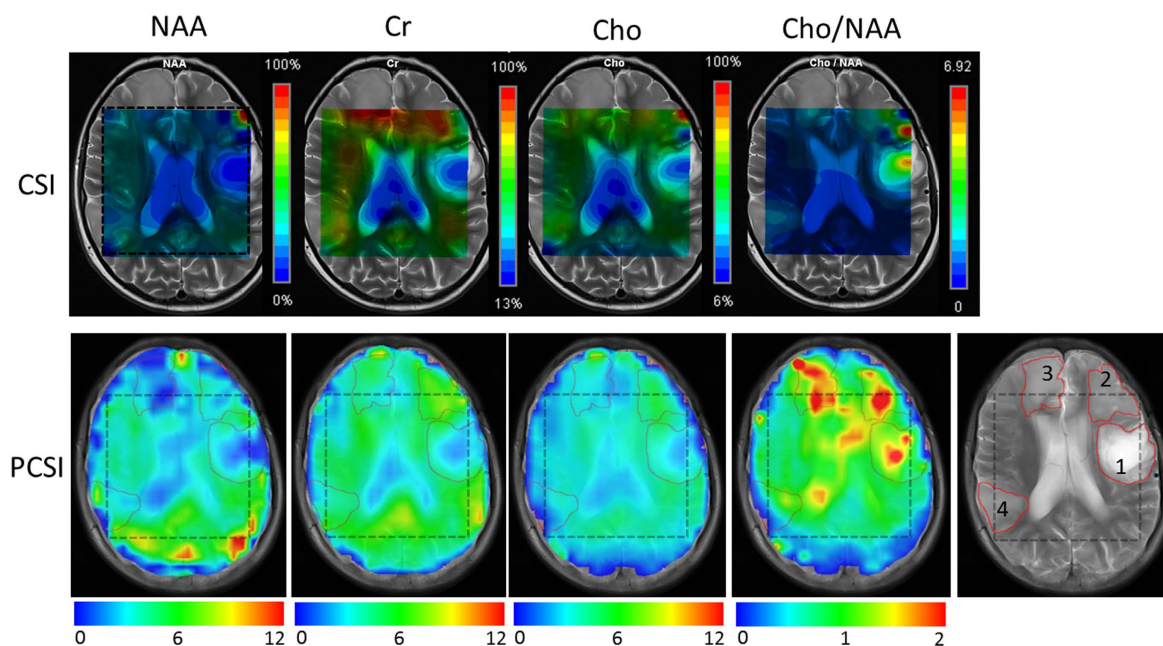 NAA Cr Cho Cho/NAA
NAA 100% Cr 100% Cho 100% Cho / NAA 6.92
CSI
0% 13% 6% 0
PCSI
3 2
1
4
0 6 12 0 6 12 0 6 12 0 1 2